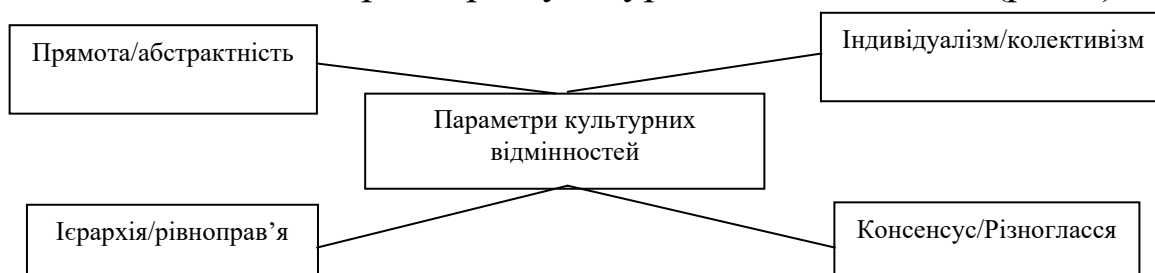 Прямота/абстрактність
Індивідуалізм/колективізм
Параметри культурних
відмінностей
Ієрархія/рівноправ’я
Консенсус/Різногласся